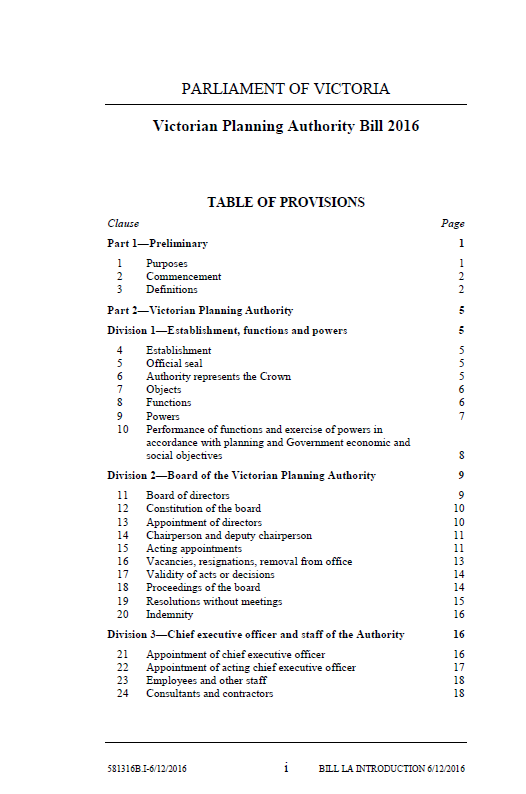 PARLIAMENT OF VICTORIA
Victorian Planning Authority Bill 2016
TABLE OF PROVISIONS
Clause Page
Part 1—Preliminary 1
1 Purposes 1
2 Commencement 2
3 Definitions 2
Part 2—Victorian Planning Authority 5
Division 1—Establishment, functions and powers 5
4 Establishment 5
5 Official seal 5
6 Authority represents the Crown 5
7 Objects 6
8 Functions 6
9 Powers 7
10 Performance of functions and exercise of powers in
accordance with planning and Government economic and
social objectives 8
Division 2—Board of the Victorian Planning Authority 9
11 Board of directors 9
12 Constitution of the board 10
13 Appointment of directors 10
14 Chairperson and deputy chairperson 11
15 Acting appointments 11
16 Vacancies, resignations, removal from office 13
17 Validity of acts or decisions 14
18 Proceedings of the board 14
19 Resolutions without meetings 15
20 Indemnity 16
Division 3—Chief executive officer and staff of the Authority 16
21 Appointment of chief executive officer 16
22 Appointment of acting chief executive officer 17
23 Employees and other staff 18
24 Consultants and contractors 18
581316B.I-6/12/2016 i BILL LA INTRODUCTION 6/12/2016